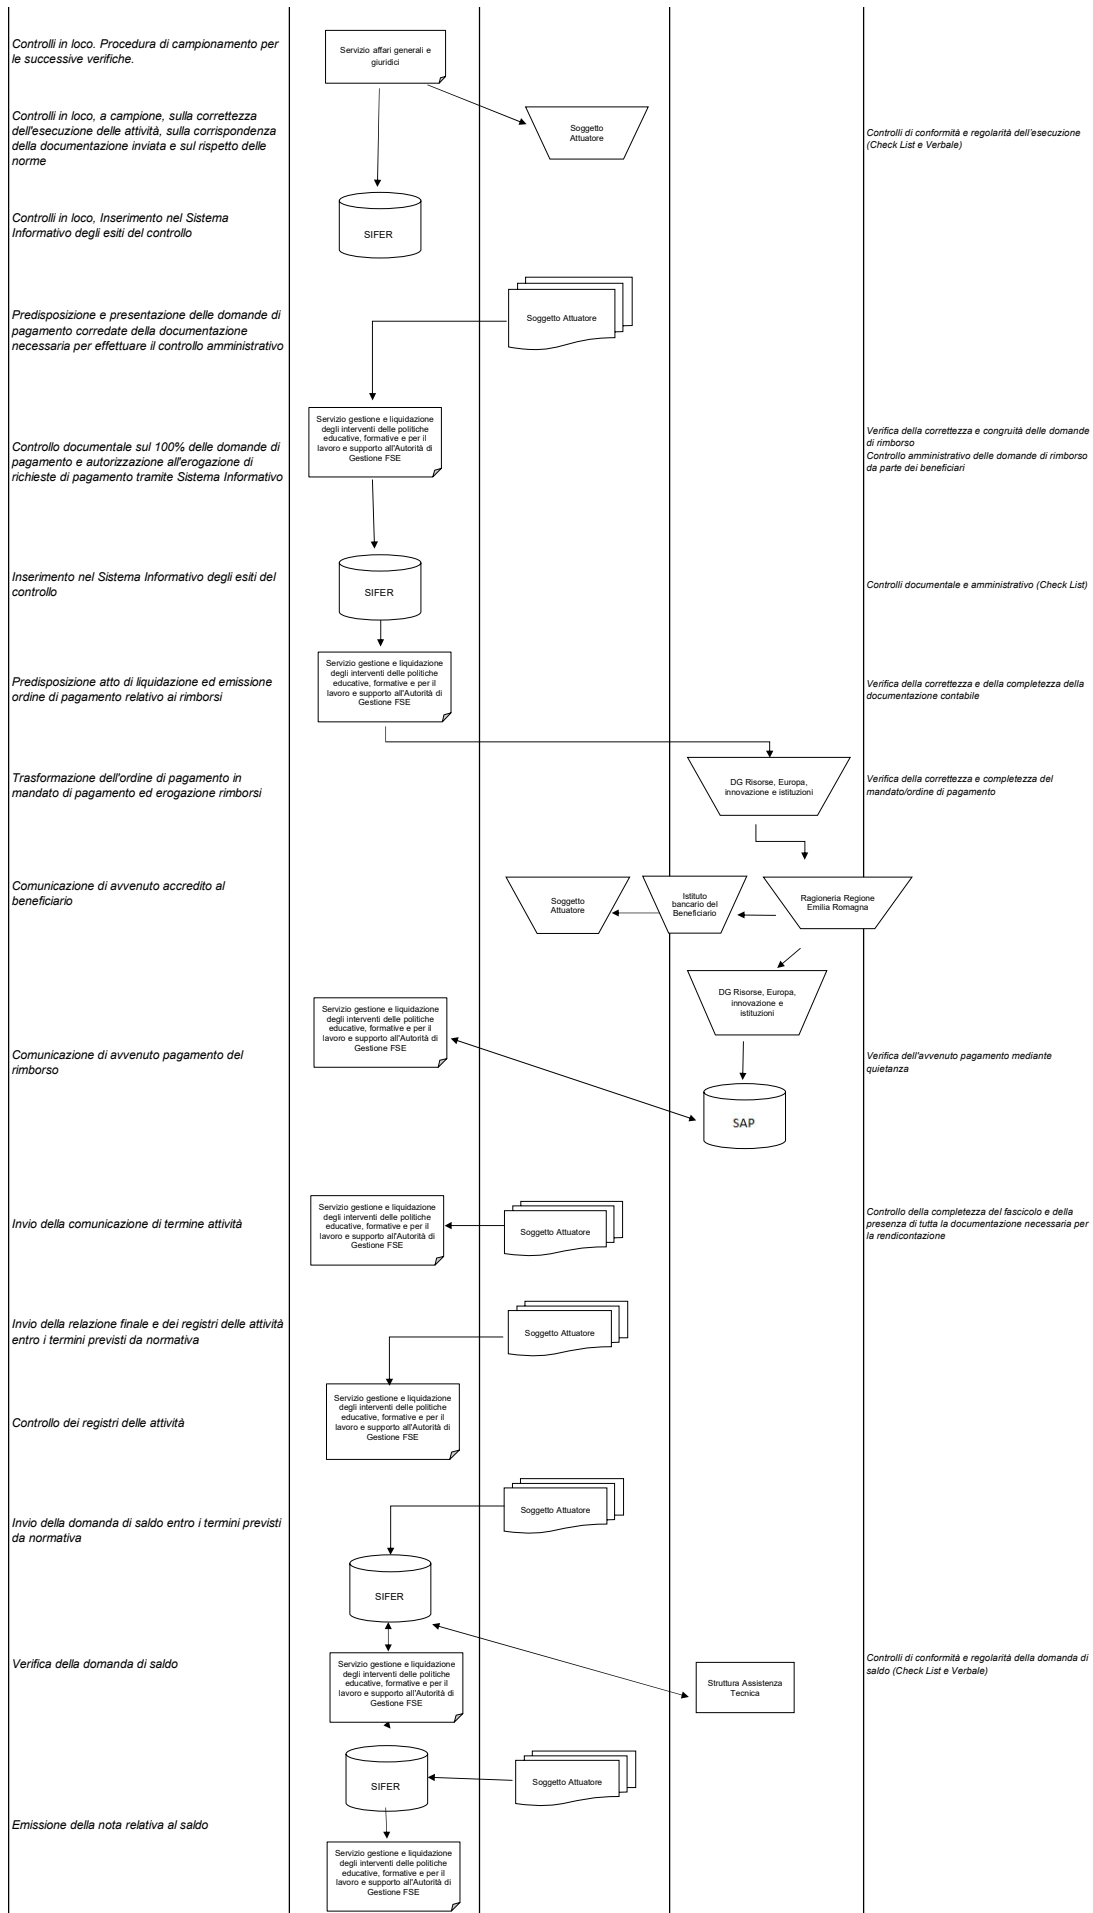 Controlli in loco. Procedura di campionamento per
le successive verifiche.
Servizio affari generali e
giuridici
Controlli in loco, a campione, sulla correttezza
dell'esecuzione delle attività, sulla corrispondenza
della documentazione inviata e sul rispetto delle
norme
Soggetto
Attuatore
Controlli di conformità e regolarità dell'esecuzione
(Check List e Verbale)
Controlli in loco, Inserimento nel Sistema
Informativo degli esiti del controllo
SIFER
Predisposizione e presentazione delle domande di
pagamento corredate della documentazione
necessaria per effettuare il controllo amministrativo
Soggetto Attuatore
Controllo documentale sul 100% delle domande di
pagamento e autorizzazione all'erogazione di
richieste di pagamento tramite Sistema Informativo
Servizio gestione e liquidazione
degli interventi delle politiche
educative, formative e per il
lavoro e supporto all'Autorità di
Gestione FSE
Verifica della correttezza e congruità delle domande
di rimborso
Controllo amministrativo delle domande di rimborso
da parte dei beneficiari
Inserimento nel Sistema Informativo degli esiti del
controllo
SIFER
Controlli documentale e amministrativo (Check List)
Predisposizione atto di liquidazione ed emissione
ordine di pagamento relativo ai rimborsi
Servizio gestione e liquidazione
degli interventi delle politiche
educative, formative e per il
lavoro e supporto all'Autorità di
Gestione FSE
Verifica della correttezza e della completezza della
documentazione contabile
Trasformazione dell'ordine di pagamento in
mandato di pagamento ed erogazione rimborsi
DG Risorse, Europa,
innovazione e istituzioni
Verifica della correttezza e completezza del
mandato/ordine di pagamento
Comunicazione di avvenuto accredito al
beneficiario
Soggetto
Attuatore
Istituto
bancario del
Beneficiario
Ragioneria Regione
Emilia Romagna
DG Risorse, Europa,
innovazione e
istituzioni
Servizio gestione e liquidazione
degli interventi delle politiche
educative, formative e per il
lavoro e supporto all'Autorità di
Gestione FSE
Comunicazione di avvenuto pagamento del
rimborso
Verifica dell'avvenuto pagamento mediante
quietanza
SAP
Invio della comunicazione di termine attività
Servizio gestione e liquidazione
degli interventi delle politiche
educative, formative e per il
lavoro e supporto all'Autorità di
Gestione FSE
Soggetto Attuatore
Controllo della completezza del fascicolo e della
presenza di tutta la documentazione necessaria per
la rendicontazione
Invio della relazione finale e dei registri delle attività
entro i termini previsti da normativa
Soggetto Attuatore
Controllo dei registri delle attività
Servizio gestione e liquidazione
degli interventi delle politiche
educative, formative e per il
lavoro e supporto all'Autorità di
Gestione FSE
Invio della domanda di saldo entro i termini previsti
da normativa
Soggetto Attuatore
SIFER
Verifica della domanda di saldo
Servizio gestione e liquidazione
degli interventi delle politiche
educative, formative e per il
lavoro e supporto all'Autorità di
Gestione FSE
Struttura Assistenza
Tecnica
Controlli di conformità e regolarità della domanda di
saldo (Check List e Verbale)
SIFER
Soggetto Attuatore
Emissione della nota relativa al saldo
Servizio gestione e liquidazione
degli interventi delle politiche
educative, formative e per il
lavoro e supporto all'Autorità di
Gestione FSE